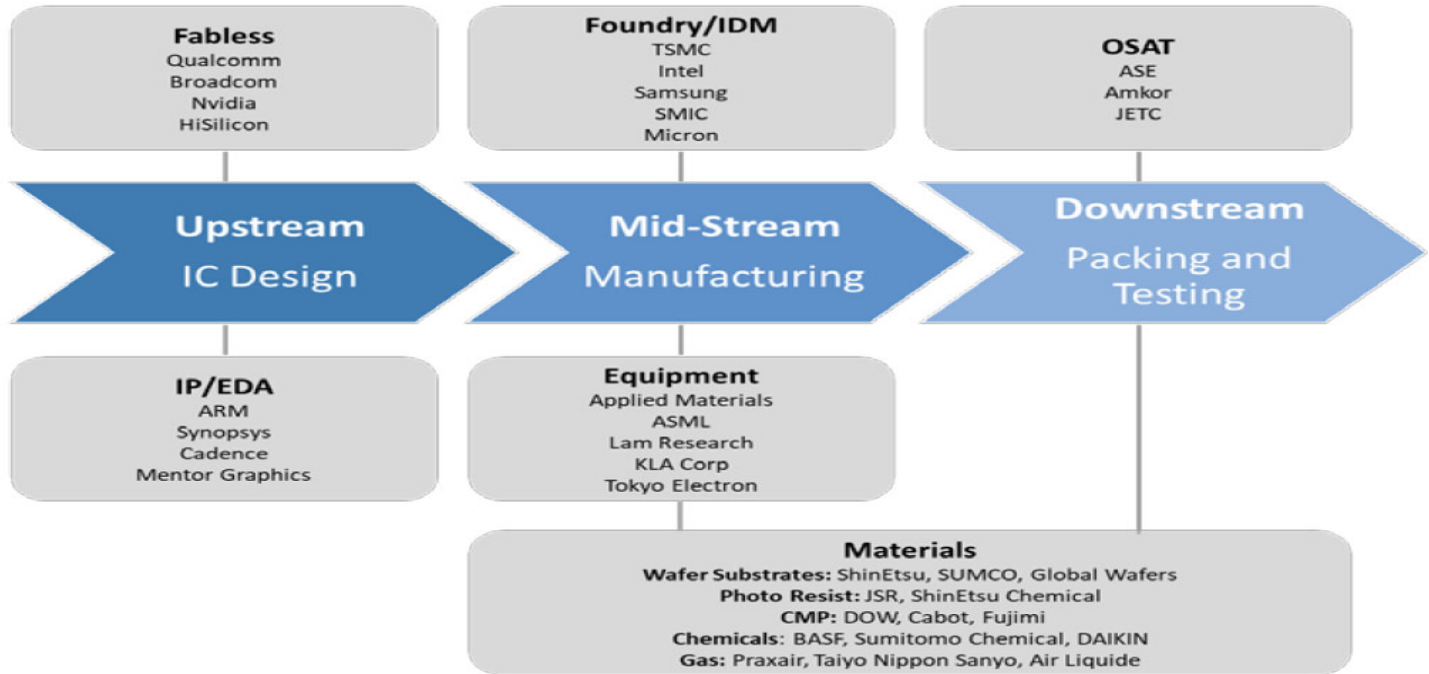 Fabless
Qualcomm
Broadcom
Nvidia
HiSilicon
Foundry/IDM
TSMC
Intel
Samsung
SMIC
Micron
OSAT
ASE
Amkor
JETC
Upstream
IC Design
Mid-Stream
Manufacturing
Downstream
Packing and
Testing
IP/EDA
ARM
Synopsys
Cadence
Mentor Graphics
Equipment
Applied Materials
ASML
Lam Research
KLA Corp
Tokyo Electron
Materials
Wafer Substrates: ShinEtsu, SUMCO, Global Wafers
Photo Resist: JSR, ShinEtsu Chemical
CMP: DOW, Cabot, Fujimi
Chemicals: BASF, Sumitomo Chemical, DAIKIN
Gas: Praxair, Taiyo Nippon Sanyo, Air Liquide